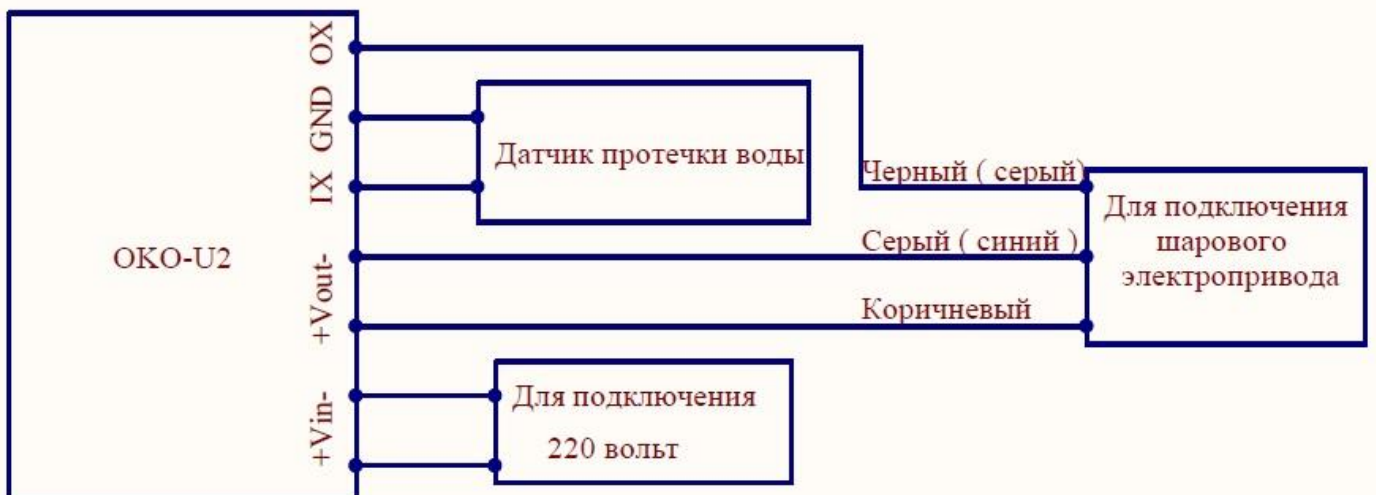 OKO-U2
OX
GND
IX
+Vout-
+Vin-
Датчик протечки воды
Черный ( серый)
Серый ( синий )
Коричневый
Для подключения
шарового
электропривода
Для подключения
220 вольт